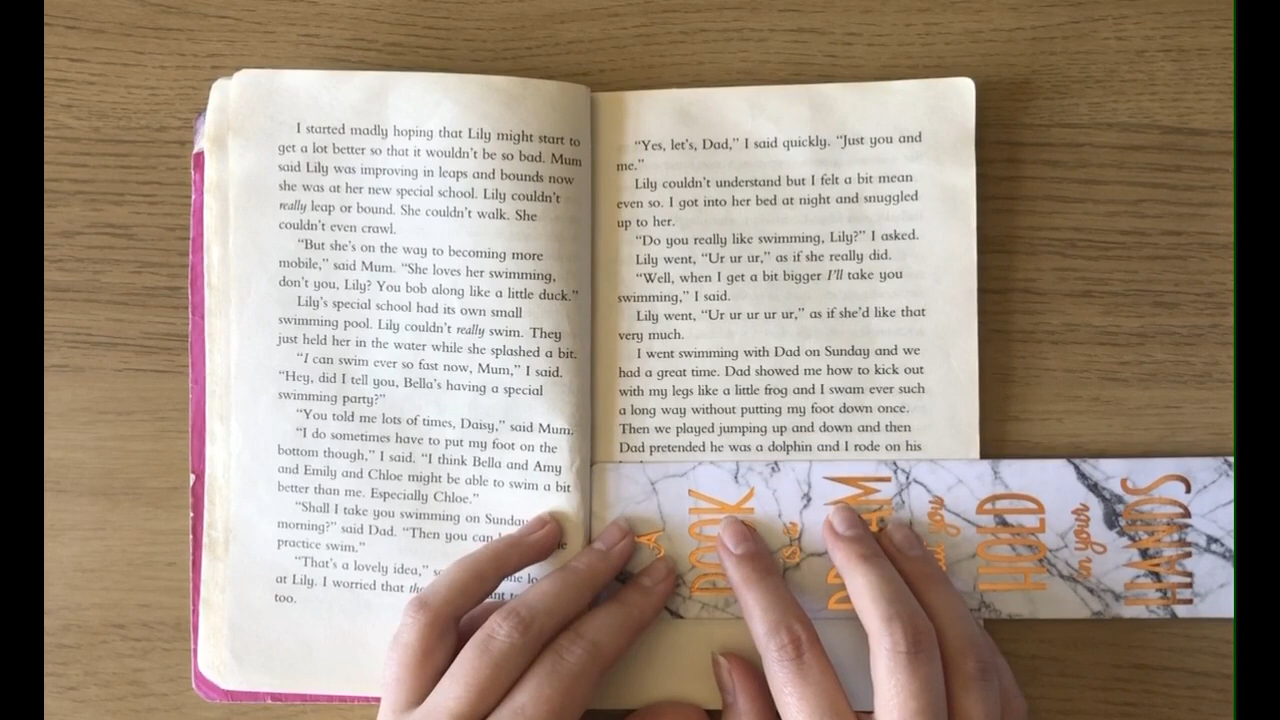 I started madly hoping that Lily might start to
get a lot better so that it wouldn't be so bad. Mum
said Lily was improving in leaps and bounds now
she was at her new special school. Lily couldn't
really leap or bound. She couldn't walk. She
couldn't even crawl.
“But she's on the way to becoming more
mobile,” said Mum. “She loves her swimming,
don't you, Lily? You bob along like a little duck.”
Lily's special school had its own small
swimming pool. Lily couldn't really swim. They
just held her in the water while she splashed a bit.
“I can swim ever so fast now, Mum,” I said.
“Hey, did I tell you, Bella's having a special
swimming party?”
“You told me lots of times, Daisy,” said Mum.
“I do sometimes have to put my foot on the
bottom though,” I said. “I think Bella and Amy
and Emily and Chloe might be able to swim a bit
better than me. Especially Chloe.”
“Shall I take you swimming on Sunday
morning?” said Dad. “Then you can
practice swim.”
“That's a lovely idea,”
at Lily. I worried that
too.
“Yes, let's, Dad,” I said quickly. “Just you and
me.”
Lily couldn't understand but I felt a bit mean
even so. I got into her bed at night and snuggled
up to her.
“Do you really like swimming, Lily?” I asked.
Lily went, “Ur ur ur,” as if she really did.
“Well, when I get a bit bigger I'll take you
swimming,” I said.
Lily went, “Ur ur ur ur ur,” as if she'd like that
very much.
I went swimming with Dad on Sunday and we
had a great time. Dad showed me how to kick out
with my legs like a little frog and I swam ever such
a long way without putting my foot down once.
Then we played jumping up and down and then
Dad pretended he was a dolphin and I rode on his
A
BOOK
is a
DREAM
that you
HOLD
in your
HANDS